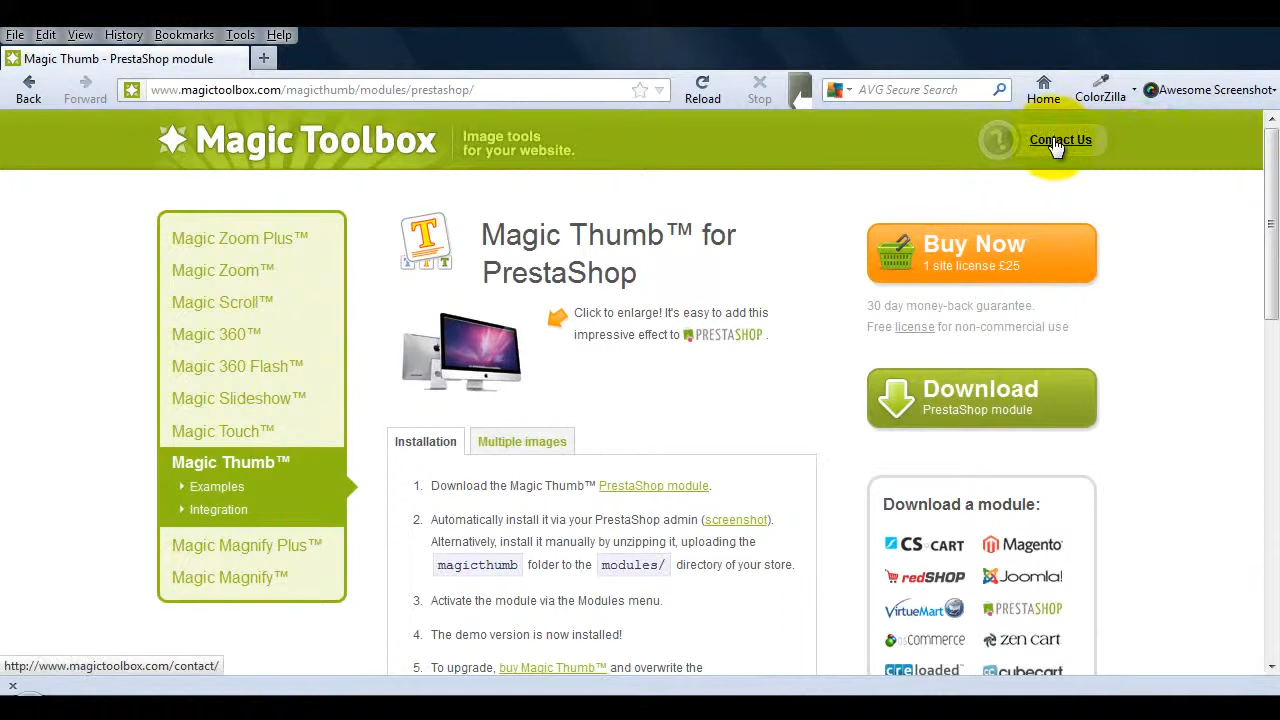 File Edit View History Bookmarks Tools Help
Magic Thumb - PrestaShop module
Back Forward www.magictoolbox.com/magicthumb/modules/prestashop/ Reload Stop AVG Secure Search Home ColorZilla Awesome Screenshot
Magic Toolbox
Image tools
for your website.
Contact Us
Magic Zoom Plus™
Magic Zoom™
Magic Scroll™
Magic 360™
Magic 360 Flash™
Magic Slideshow™
Magic Touch™
Magic Thumb™
Examples
Integration
Magic Magnify Plus™
Magic Magnify™
Magic Thumb™ for
PrestaShop
Click to enlarge! It's easy to add this
impressive effect to PRESTASHOP .
Installation Multiple images
1. Download the Magic Thumb™ PrestaShop module.
2. Automatically install it via your PrestaShop admin (screenshot).
Alternatively, install it manually by unzipping it, uploading the
magicthumb folder to the modules/ directory of your store.
3. Activate the module via the Modules menu.
4. The demo version is now installed!
5. To upgrade, buy Magic Thumb™ and overwrite the
Buy Now
1 site license £25
30 day money-back guarantee.
Free license for non-commercial use
Download
PrestaShop module
Download a module:
CS-CART Magento
redSHOP Joomla!
VirtueMart PRESTASHOP
osCommerce zen cart
creloaded cubecart
http://www.magictoolbox.com/contact/